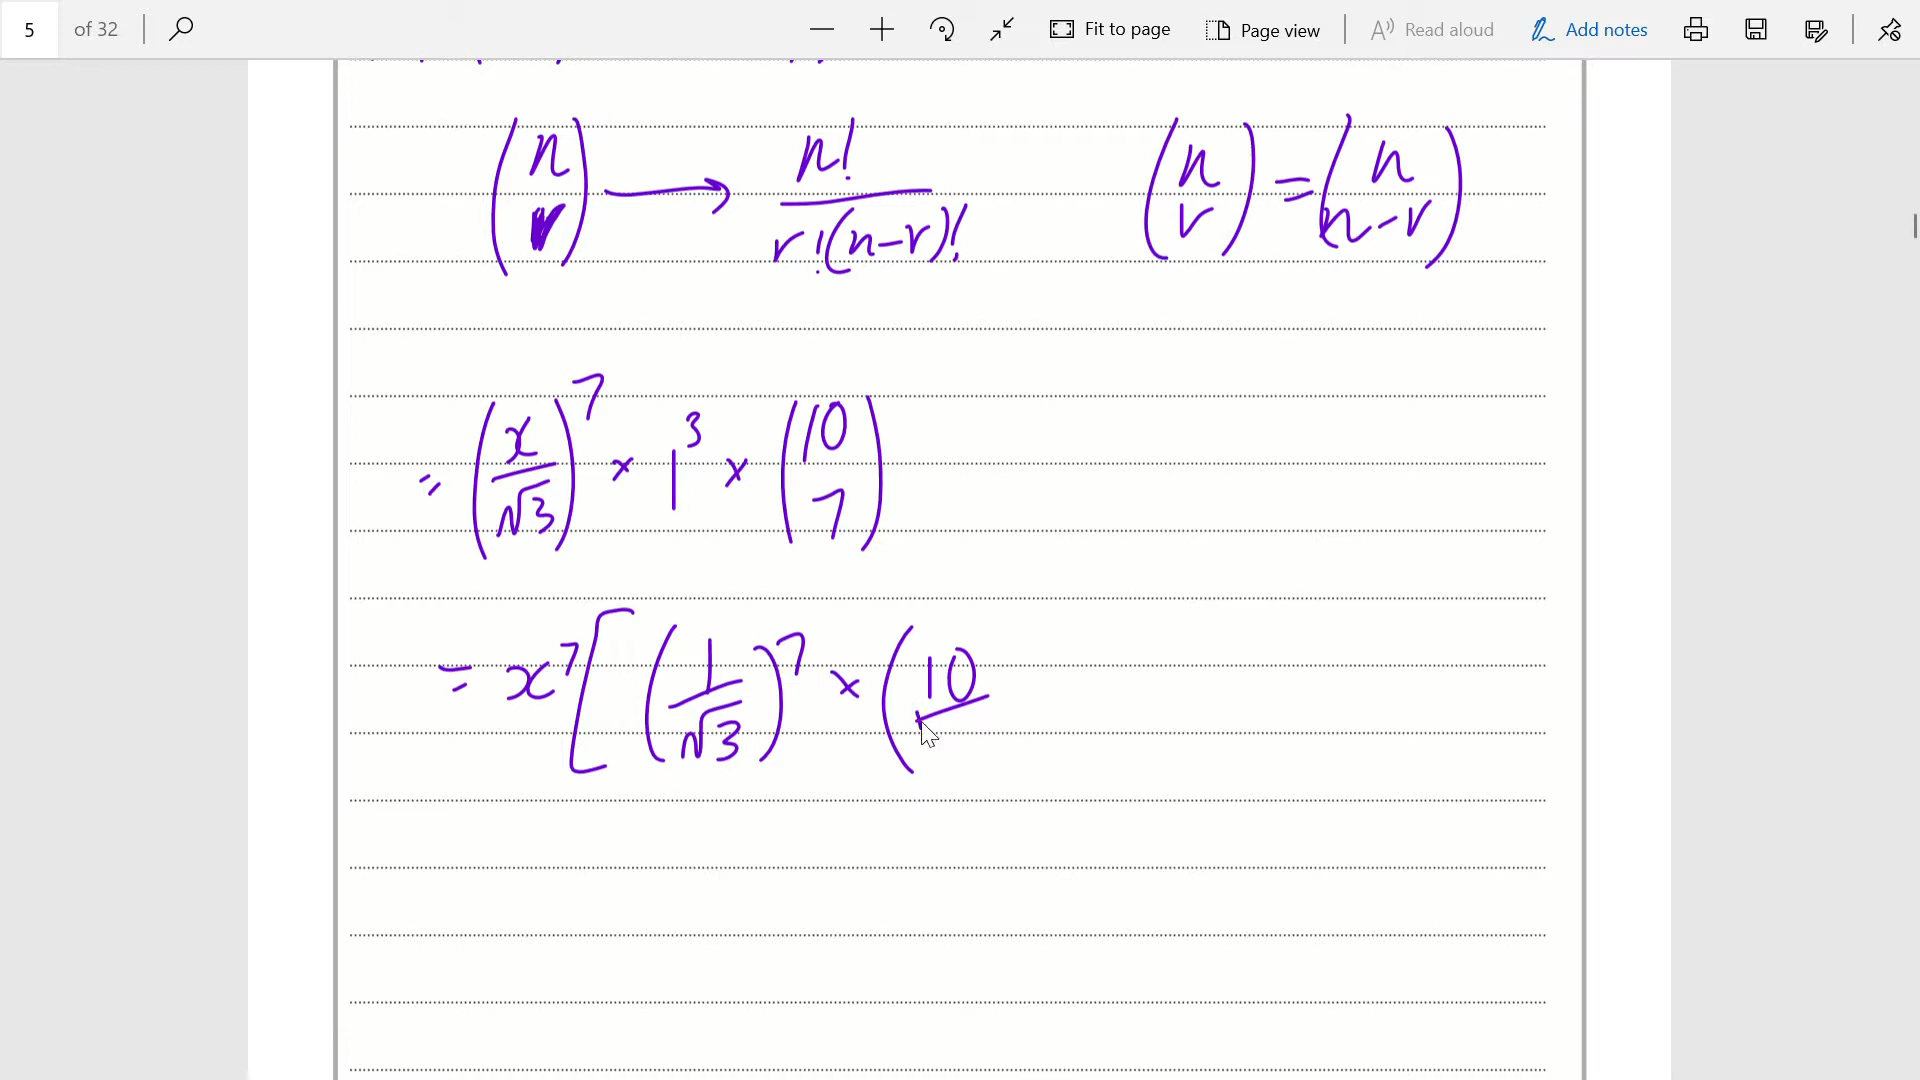 5 of 32 Fit to page Page view Read aloud Add notes
(n r) → n! / r!(n-r)! (n r) = (n n-r)
= (x/√3)^7 × 1^3 × (10 7)
= x^7 [ (1/√3)^7 × (10